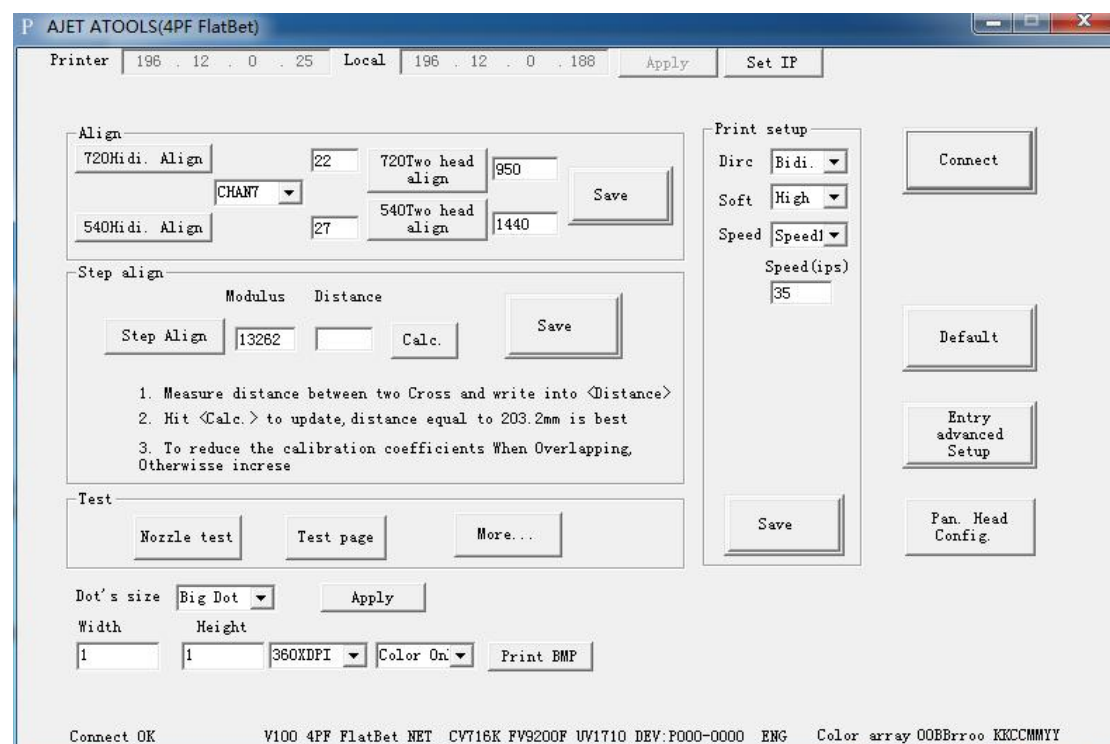 P AJET ATOOLS(4PF FlatBet)
Printer 196 . 12 . 0 . 25 Local 196 . 12 . 0 . 188 Apply Set IP
Align
720Hidi. Align 22 720Two head align 950
CHAN7 Save
540Hidi. Align 27 540Two head align 1440
Print setup
Dirc Bidi.
Soft High
Speed Speed1
Speed(ips)
35
Save
Connect
Default
Entry advanced Setup
Pan. Head Config.
Step align
Modulus Distance
Step Align 13262 Calc. Save
1. Measure distance between two Cross and write into <Distance>
2. Hit <Calc.> to update,distance equal to 203.2mm is best
3. To reduce the calibration coefficients When Overlapping,
Otherwisse increse
Test
Nozzle test Test page More...
Dot's size Big Dot Apply
Width Height
1 1 360XDPI Color On Print BMP
Connect OK V100 4PF FlatBet NET CV716K FV9200F UV1710 DEV:P000-0000 ENG Color array OOBBrroo KKCCMMYY